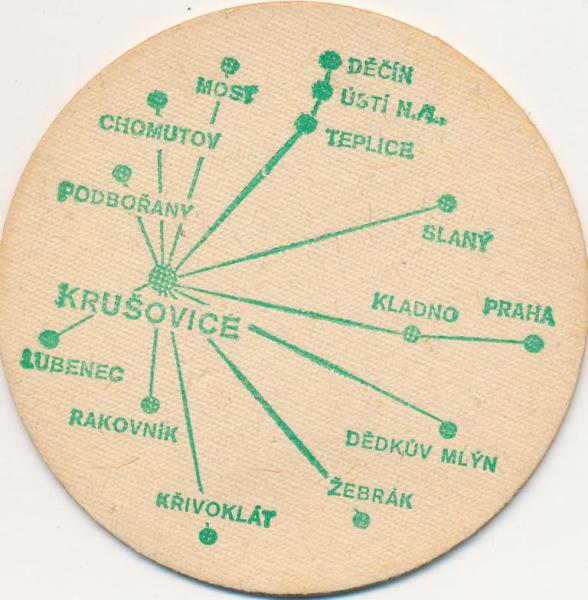 DĚČÍN
MOST
ÚSTÍ N./L.
CHOMUTOV
TEPLICE
PODBOŘANY
SLANÝ
KRUŠOVICE
KLADNO
PRAHA
LUBENEC
RAKOVNÍK
DĚDKŮV MLÝN
ŽEBRÁK
KŘIVOKLÁT